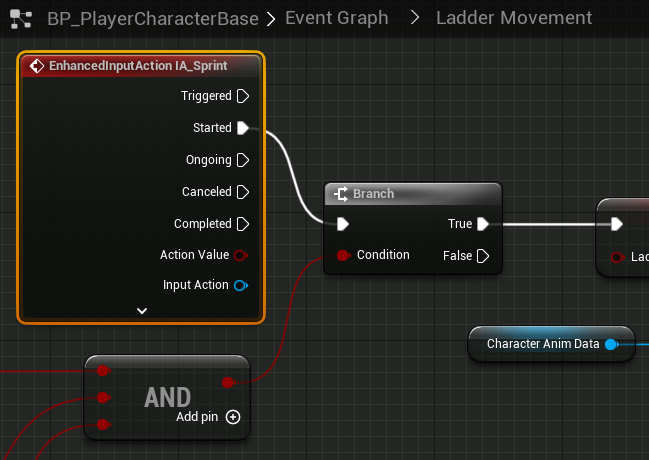 BP_PlayerCharacterBase > Event Graph > Ladder Movement
EnhancedInputAction IA_Sprint
Triggered
Started
Ongoing
Canceled
Completed
Action Value
Input Action
Branch
True
Condition
False
Lad
Character Anim Data
AND
Add pin